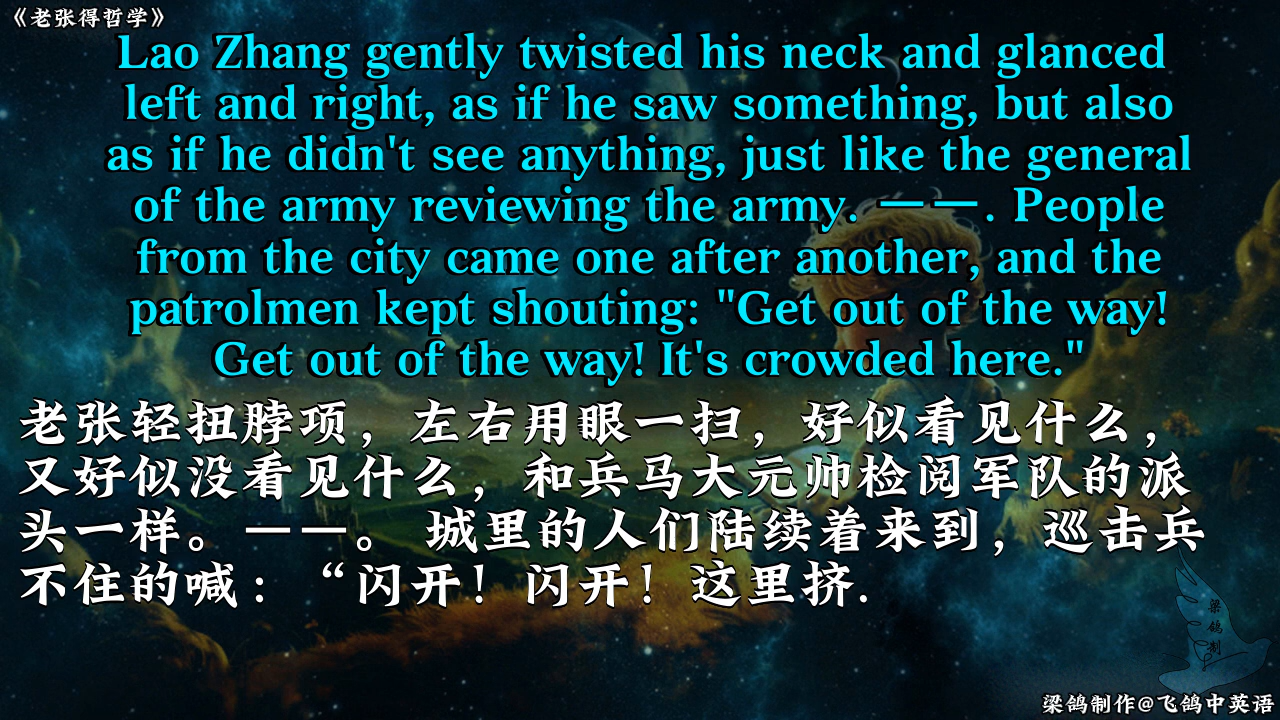 《老张得哲学》
Lao Zhang gently twisted his neck and glanced
left and right, as if he saw something, but also
as if he didn't see anything, just like the general
of the army reviewing the army. 一一. People
from the city came one after another, and the
patrolmen kept shouting: "Get out of the way!
Get out of the way! It's crowded here."
老张轻扭脖项，左右用眼一扫，好似看见什么，
又好似没看见什么，和兵马大元帅检阅军队的派
头一样。一一。 城里的人们陆续着来到，巡击兵
不住的喊：“闪开！闪开！这里挤.
梁
鸽
制
梁鸽制作@飞鸽中英语